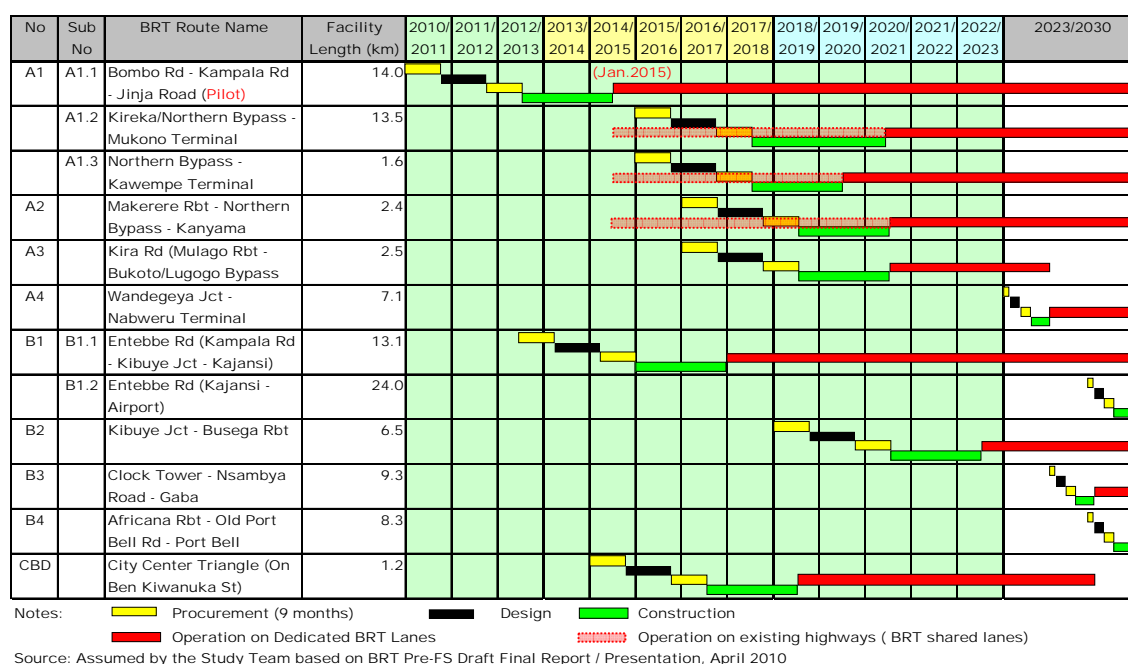 No Sub BRT Route Name Facility 2010/ 2011/ 2012/ 2013/ 2014/ 2015/ 2016/ 2017/ 2018/ 2019/ 2020/ 2021/ 2022/ 2023/2030
No Length (km) 2011 2012 2013 2014 2015 2016 2017 2018 2019 2020 2021 2022 2023
A1 A1.1 Bombo Rd - Kampala Rd 14.0 (Jan.2015)
- Jinja Road (Pilot)
A1.2 Kireka/Northern Bypass - 13.5
Mukono Terminal
A1.3 Northern Bypass - 1.6
Kawempe Terminal
A2 Makerere Rbt - Northern 2.4
Bypass - Kanyama
A3 Kira Rd (Mulago Rbt - 2.5
Bukoto/Lugogo Bypass
A4 Wandegeya Jct - 7.1
Nabweru Terminal
B1 B1.1 Entebbe Rd (Kampala Rd 13.1
- Kibuye Jct - Kajansi)
B1.2 Entebbe Rd (Kajansi - 24.0
Airport)
B2 Kibuye Jct - Busega Rbt 6.5
B3 Clock Tower - Nsambya 9.3
Road - Gaba
B4 Africana Rbt - Old Port 8.3
Bell Rd - Port Bell
CBD City Center Triangle (On 1.2
Ben Kiwanuka St)
Notes: Procurement (9 months) Design Construction
Operation on Dedicated BRT Lanes Operation on existing highways ( BRT shared lanes)
Source: Assumed by the Study Team based on BRT Pre-FS Draft Final Report / Presentation, April 2010